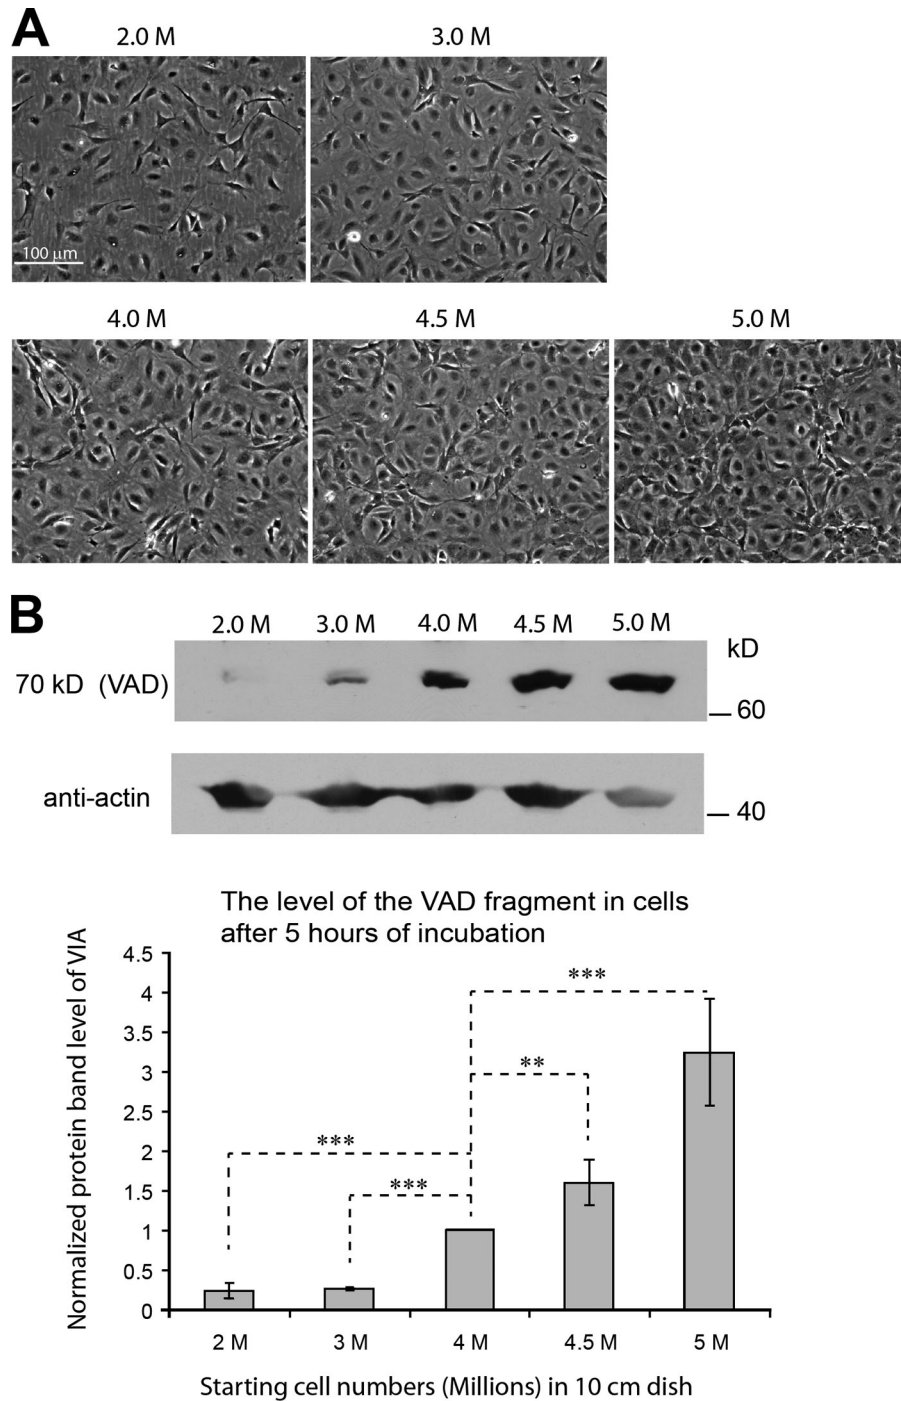 A
2.0 M
3.0 M
100 µm
4.0 M
4.5 M
5.0 M
B
2.0 M 3.0 M 4.0 M 4.5 M 5.0 M
kD
70 kD (VAD)
60
anti-actin
40
The level of the VAD fragment in cells
after 5 hours of incubation
Normalized protein band level of VIA
4.5
4
3.5
3
2.5
2
1.5
1
0.5
0
***
**
***
***
2 M
3 M
4 M
4.5 M
5 M
Starting cell numbers (Millions) in 10 cm dish